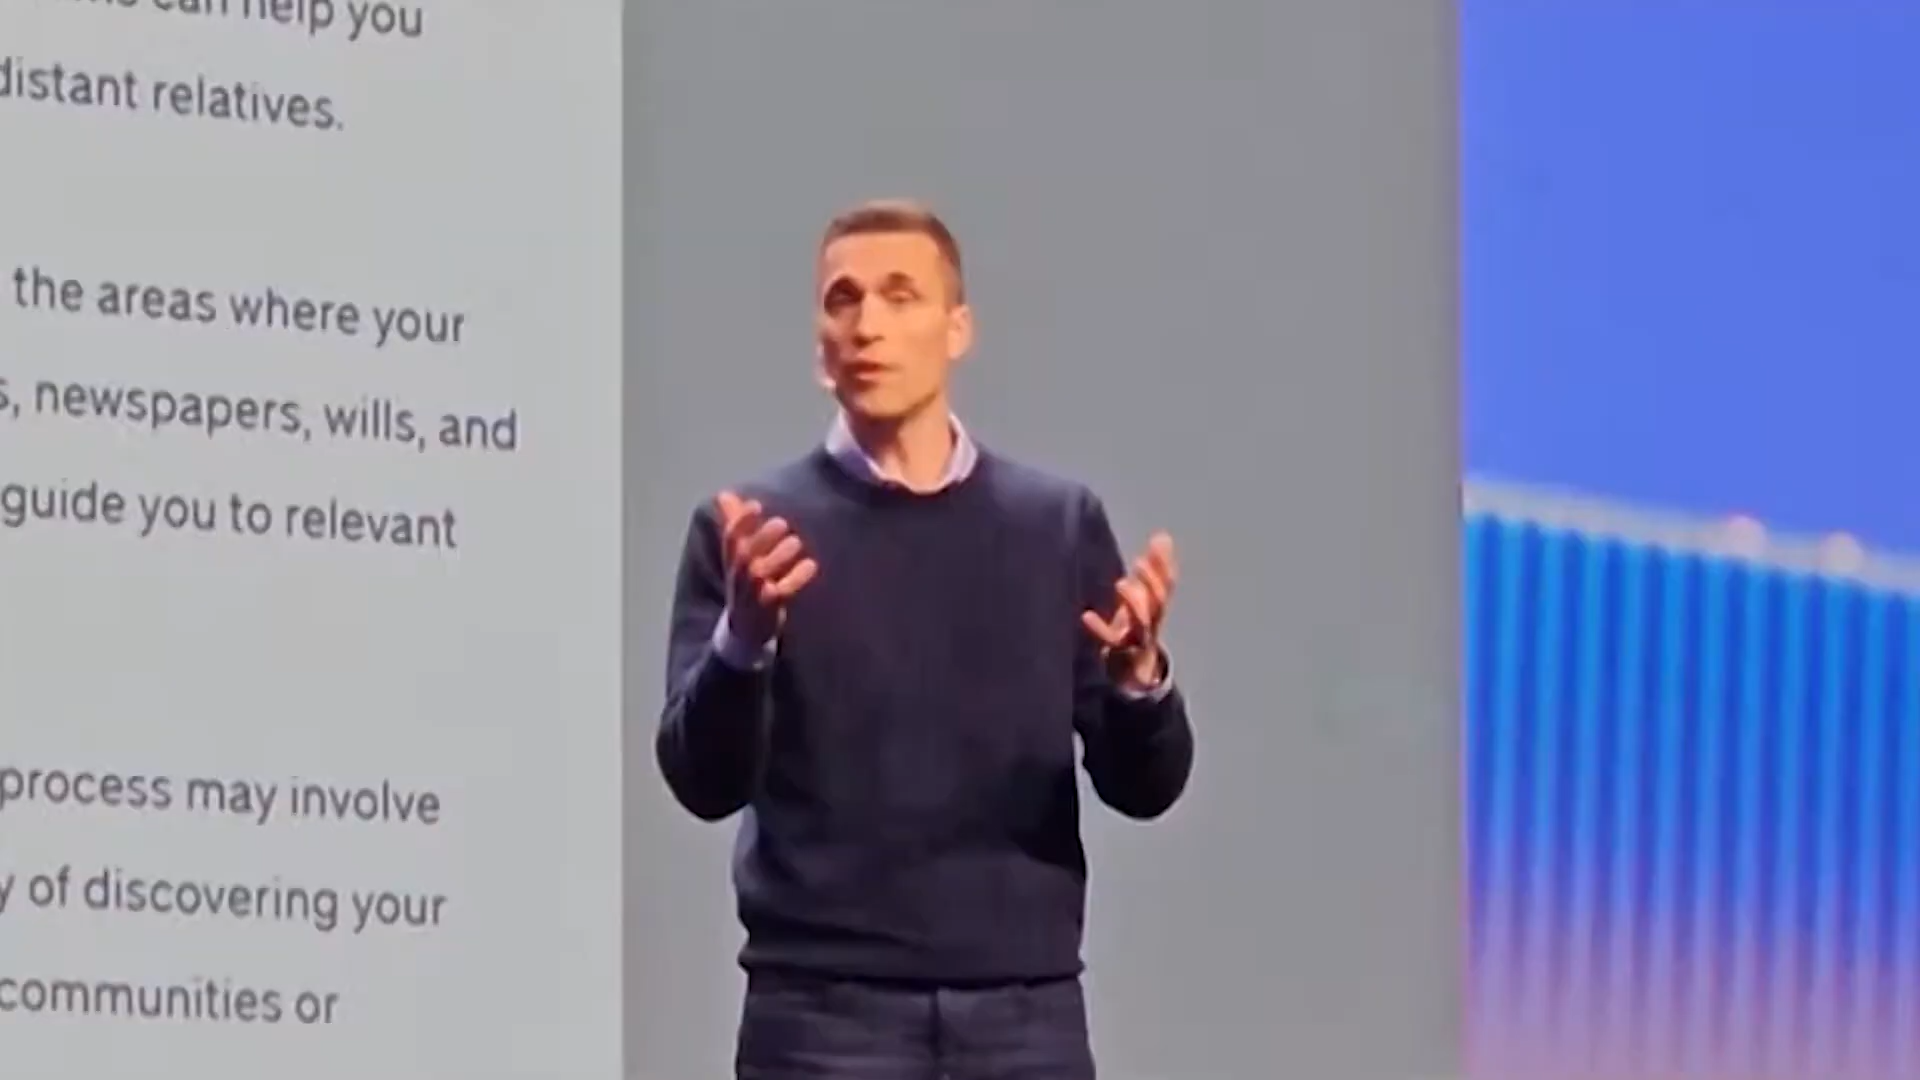 can help you
distant relatives.
the areas where your
s, newspapers, wills, and
guide you to relevant
process may involve
y of discovering your
communities or